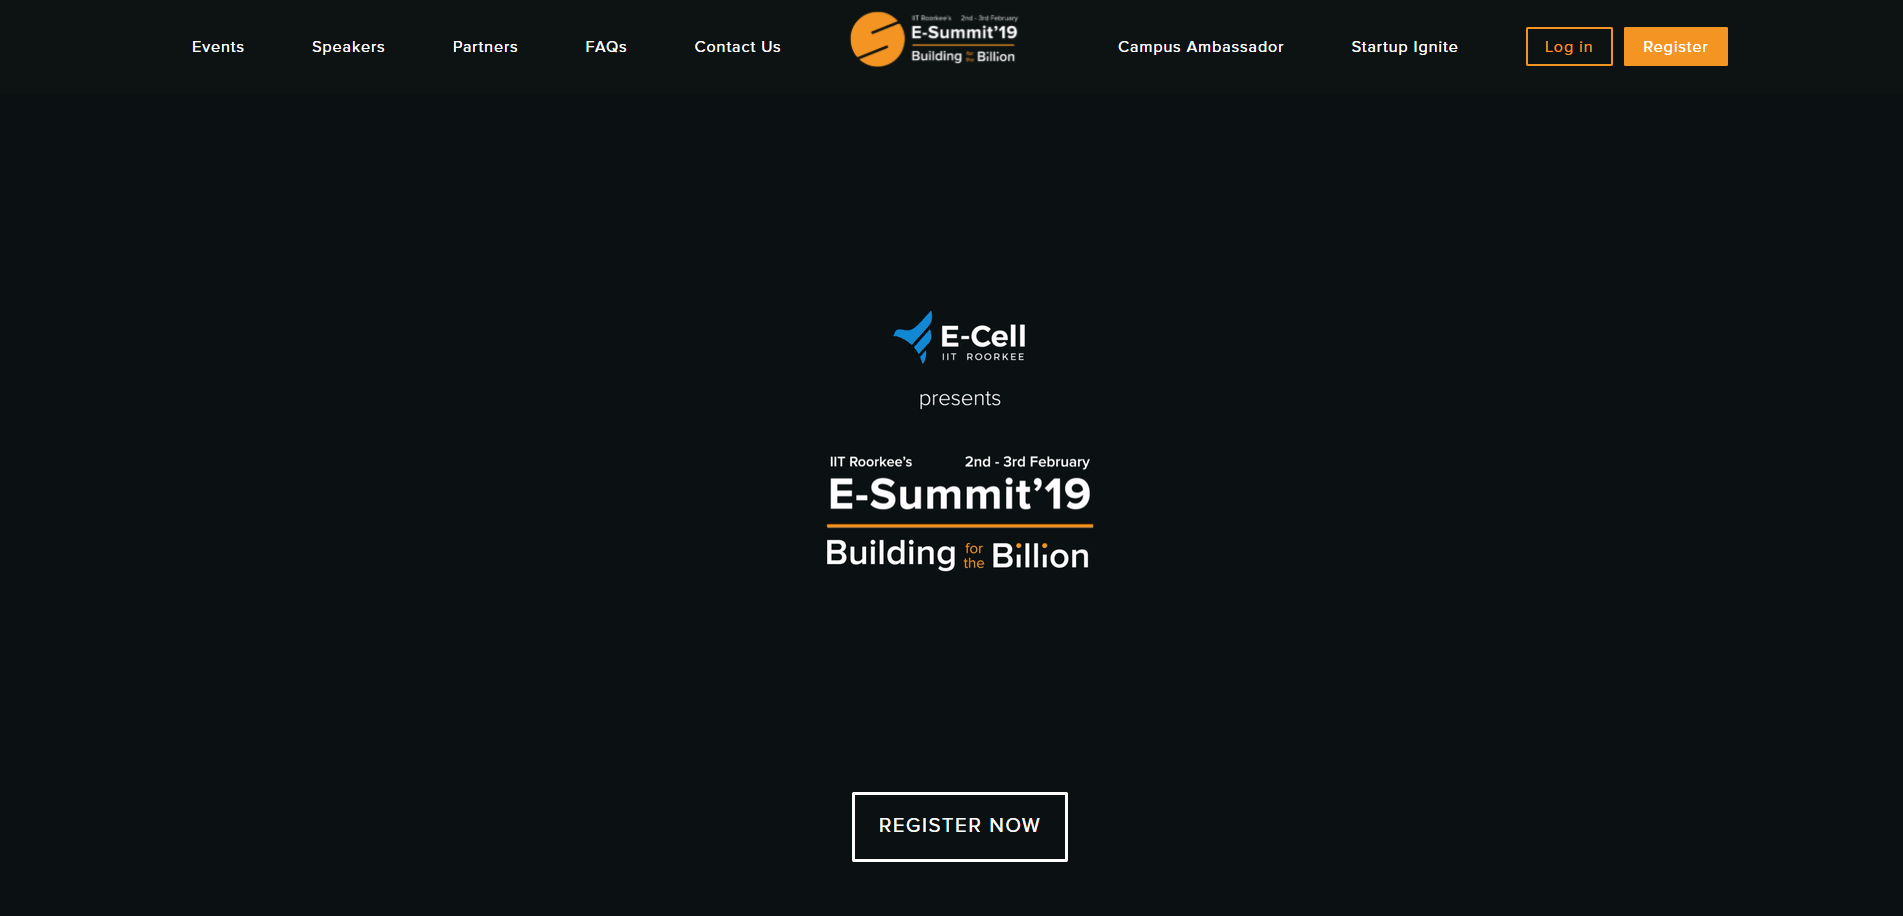 Events Speakers Partners FAQs Contact Us
IIT Roorkee's 2nd - 3rd February
E-Summit'19
Building for the Billion
Campus Ambassador Startup Ignite Log in Register
E-Cell
IIT ROORKEE
presents
IIT Roorkee's 2nd - 3rd February
E-Summit'19
Building for the Billion
REGISTER NOW